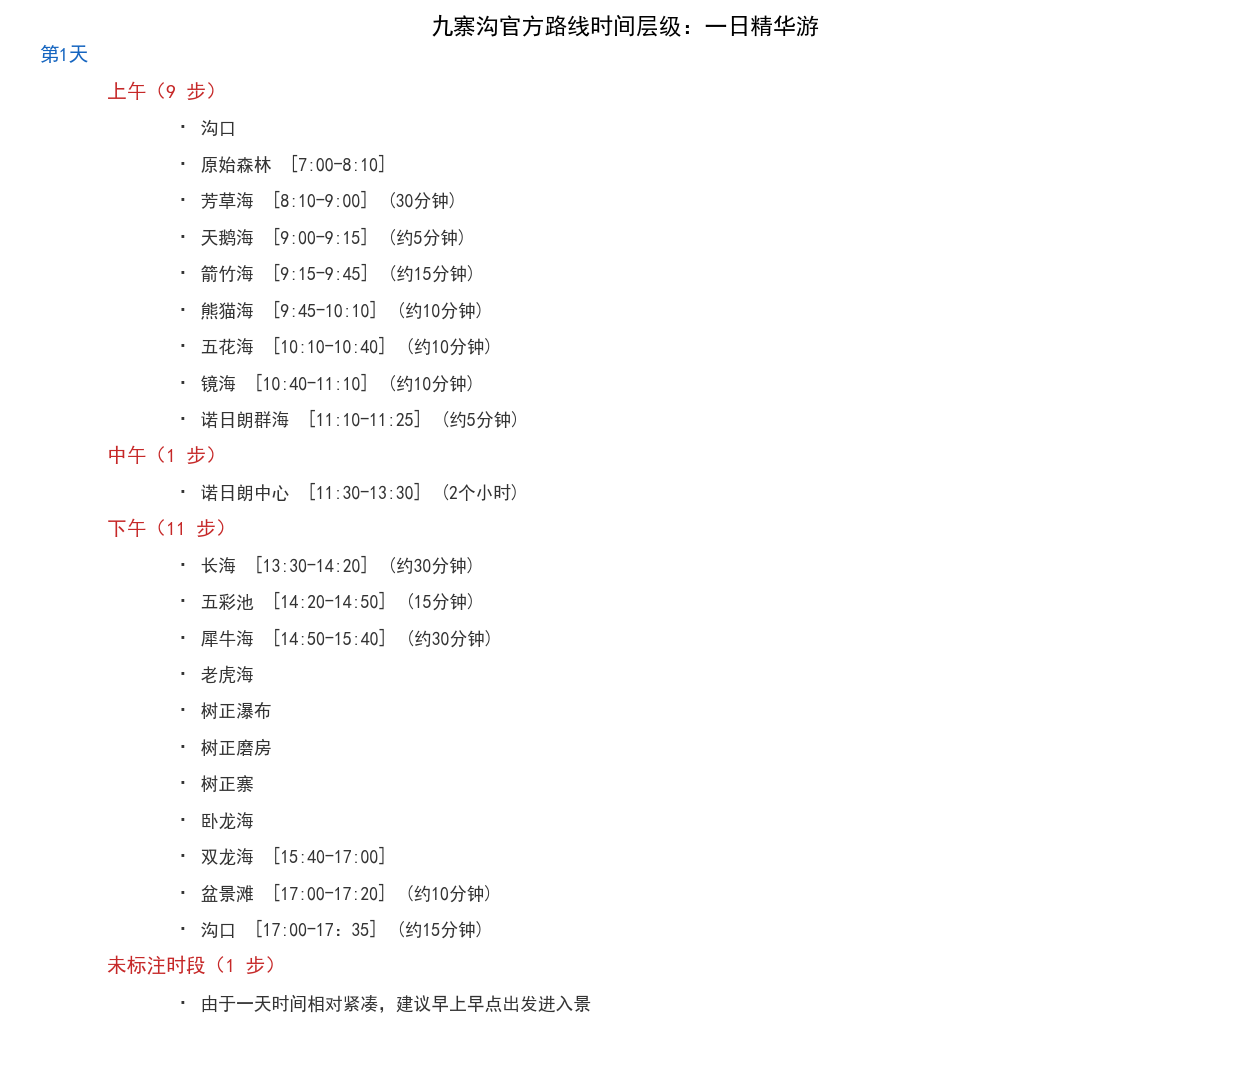 九寨沟官方路线时间层级：一日精华游
第1天
上午（9 步）
· 沟口
· 原始森林 [7:00-8:10]
· 芳草海 [8:10-9:00] (30分钟)
· 天鹅海 [9:00-9:15] (约5分钟)
· 箭竹海 [9:15-9:45] (约15分钟)
· 熊猫海 [9:45-10:10] (约10分钟)
· 五花海 [10:10-10:40] (约10分钟)
· 镜海 [10:40-11:10] (约10分钟)
· 诺日朗群海 [11:10-11:25] (约5分钟)
中午（1 步）
· 诺日朗中心 [11:30-13:30] (2个小时)
下午（11 步）
· 长海 [13:30-14:20] (约30分钟)
· 五彩池 [14:20-14:50] (15分钟)
· 犀牛海 [14:50-15:40] (约30分钟)
· 老虎海
· 树正瀑布
· 树正磨房
· 树正寨
· 卧龙海
· 双龙海 [15:40-17:00]
· 盆景滩 [17:00-17:20] (约10分钟)
· 沟口 [17:00-17：35] (约15分钟)
未标注时段（1 步）
· 由于一天时间相对紧凑，建议早上早点出发进入景